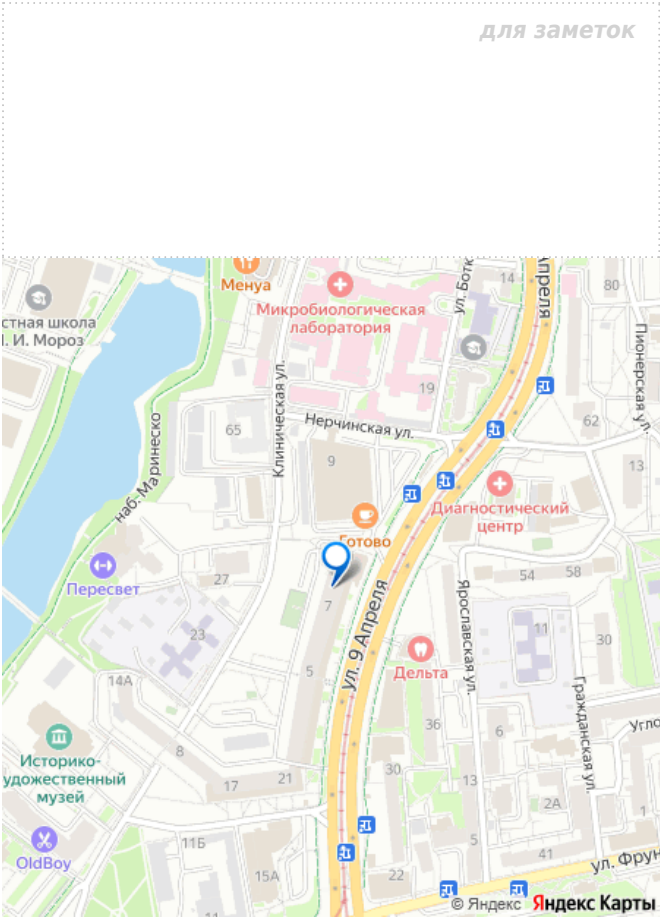 для заметок
Менуа
14
ул. Ботк
Апреля
80
Микробиологическая
лаборатория
стная школа
И. Мороз
19
Пионерская ул.
Клиническая ул.
65
Нерчинская ул.
62
наб. Маринеско
9
13
Диагностический
центр
Готово
Пересвет
27
54
58
7
ул. 9 Апреля
Ярославская ул.
23
11
30
5
Дельта
14А
Гражданская ул.
36
6
Угло
Историко-
удожественный
музей
8
30
13
17
21
2А
1
OldBoy
11Б
5
41
ул. Фрун
15А
22
© Яндекс Яндекс Карты